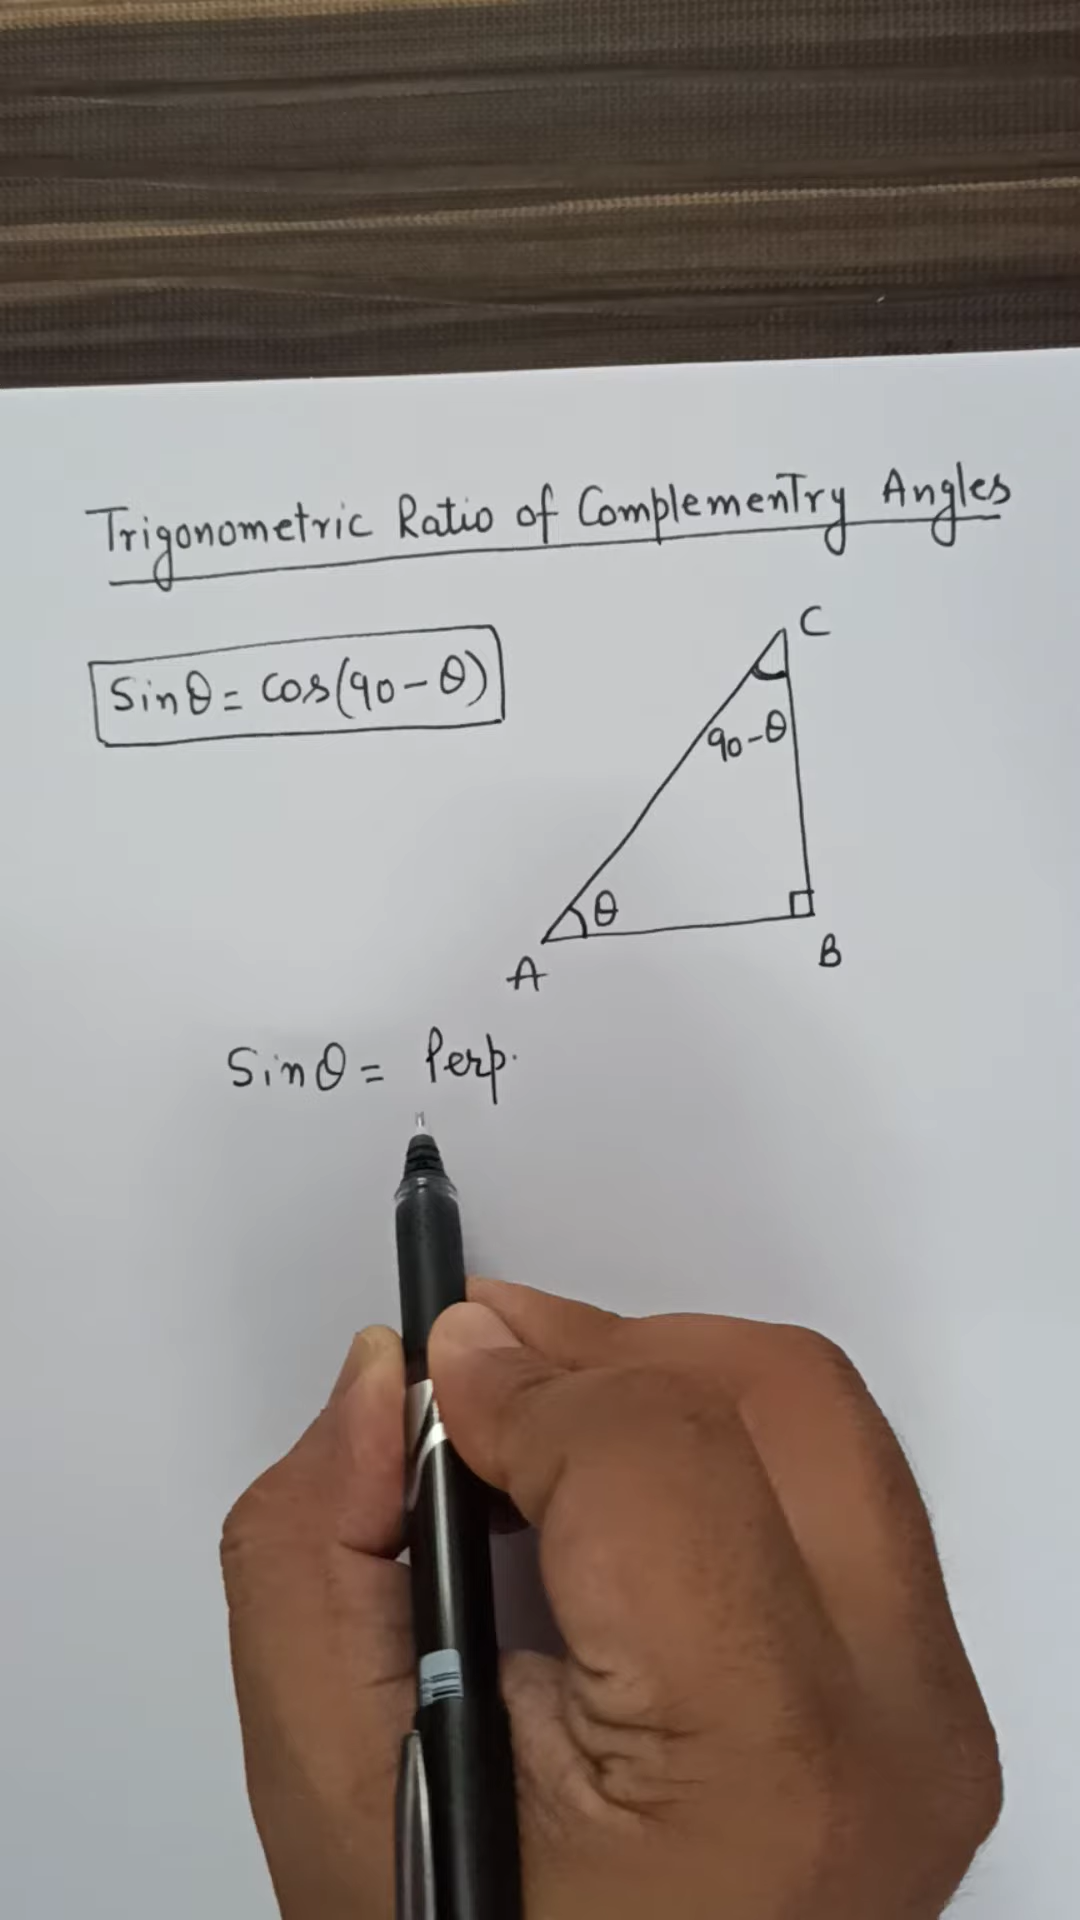 Trigonometric Ratio of Complementry Angles
Sinθ = cos(90-θ)
C
90-θ
θ
A
B
Sinθ = Perp.